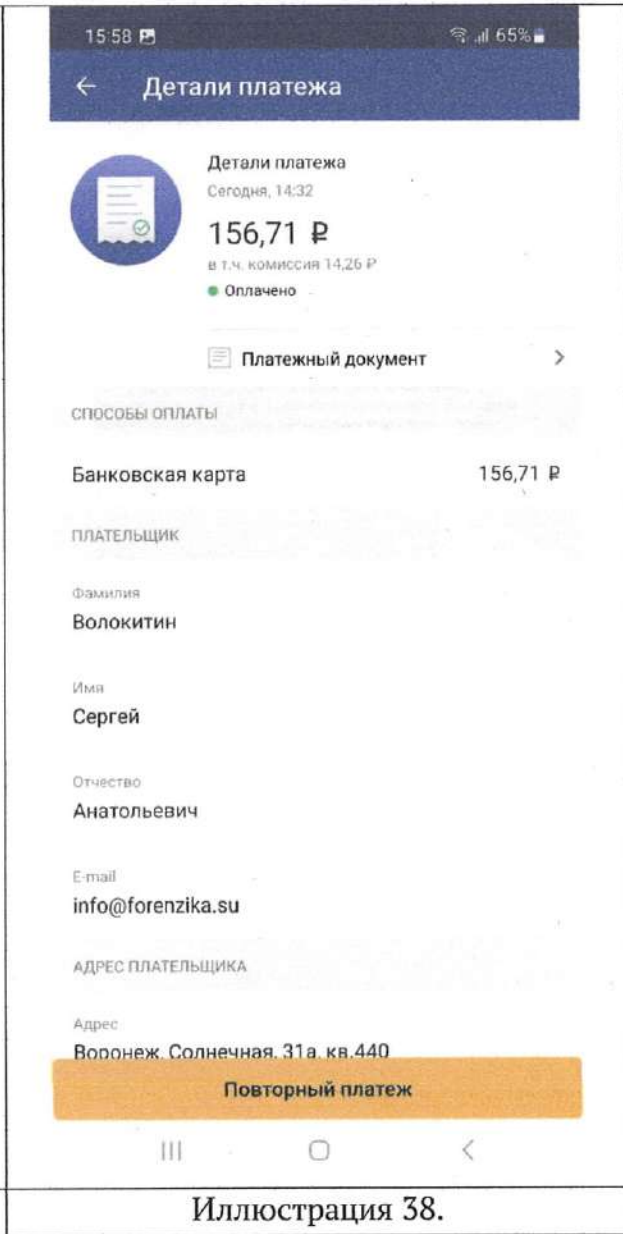 15:58 65%
Детали платежа
Детали платежа
Сегодня, 14:32
156,71 ₽
в т.ч. комиссия 14,26 ₽
Оплачено
Платежный документ
СПОСОБЫ ОПЛАТЫ
Банковская карта 156,71 ₽
ПЛАТЕЛЬЩИК
Фамилия
Волокитин
Имя
Сергей
Отчество
Анатольевич
E-mail
info@forenzika.su
АДРЕС ПЛАТЕЛЬЩИКА
Адрес
Воронеж, Солнечная, 31а, кв.440
Повторный платеж
Иллюстрация 38.